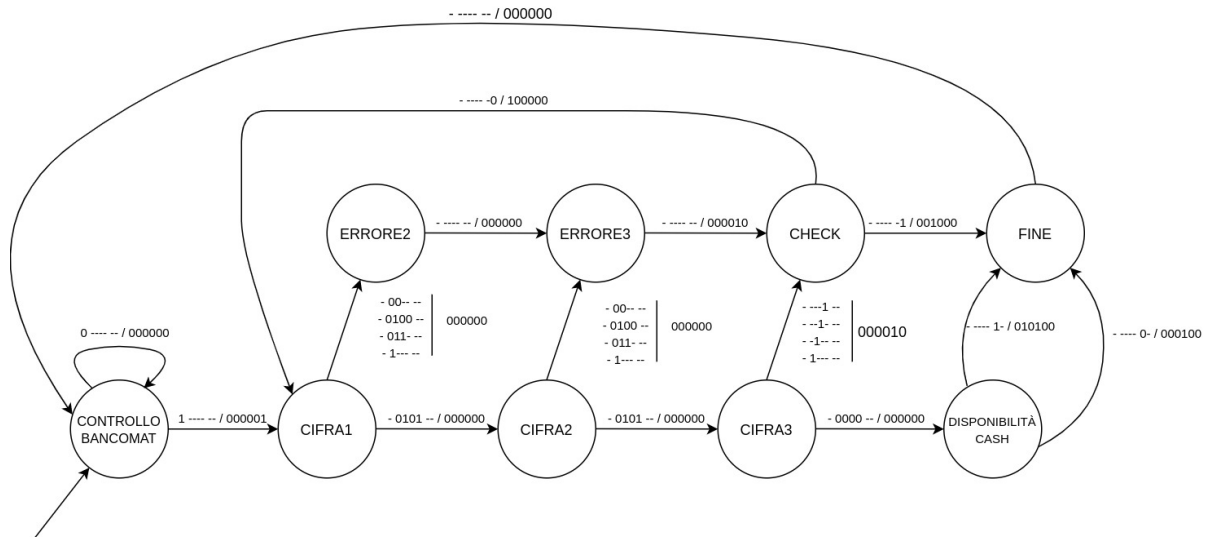 - ---- -- / 000000
- ---- -0 / 100000
ERRORE2
- ---- -- / 000000
ERRORE3
- ---- -- / 000010
CHECK
- ---- -1 / 001000
FINE
- 00-- --
- 0100 --
- 011- --
- 1--- --
000000
- 00-- --
- 0100 --
- 011- --
- 1--- --
000000
- ---1 --
- --1- --
- -1-- --
- 1--- --
000010
- ---- 1- / 010100
- ---- 0- / 000100
0 ---- -- / 000000
CONTROLLO
BANCOMAT
1 ---- -- / 000001
CIFRA1
- 0101 -- / 000000
CIFRA2
- 0101 -- / 000000
CIFRA3
- 0000 -- / 000000
DISPONIBILITÀ
CASH